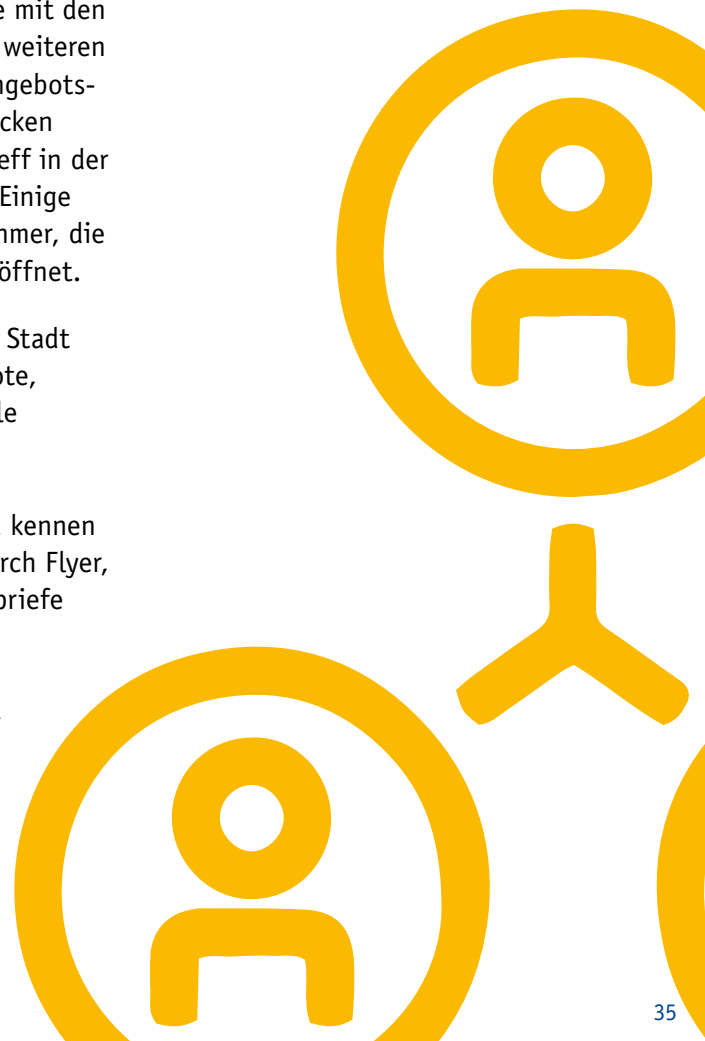 mit den
weiteren
ngebots-
cken
eff in der
Einige
mer, die
öffnet.
Stadt
ote,
le
kennen
rch Flyer,
briefe
35